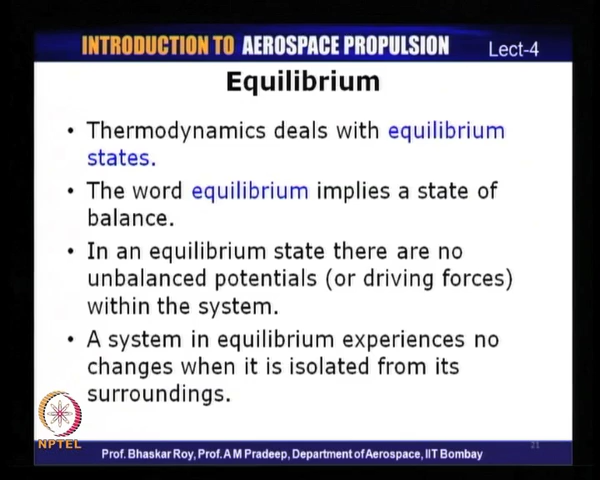 INTRODUCTION TO AEROSPACE PROPULSION Lect-4
Equilibrium
• Thermodynamics deals with equilibrium
states.
• The word equilibrium implies a state of
balance.
• In an equilibrium state there are no
unbalanced potentials (or driving forces)
within the system.
• A system in equilibrium experiences no
changes when it is isolated from its
surroundings.
NPTEL
21
Prof. Bhaskar Roy, Prof. A M Pradeep, Department of Aerospace, IIT Bombay